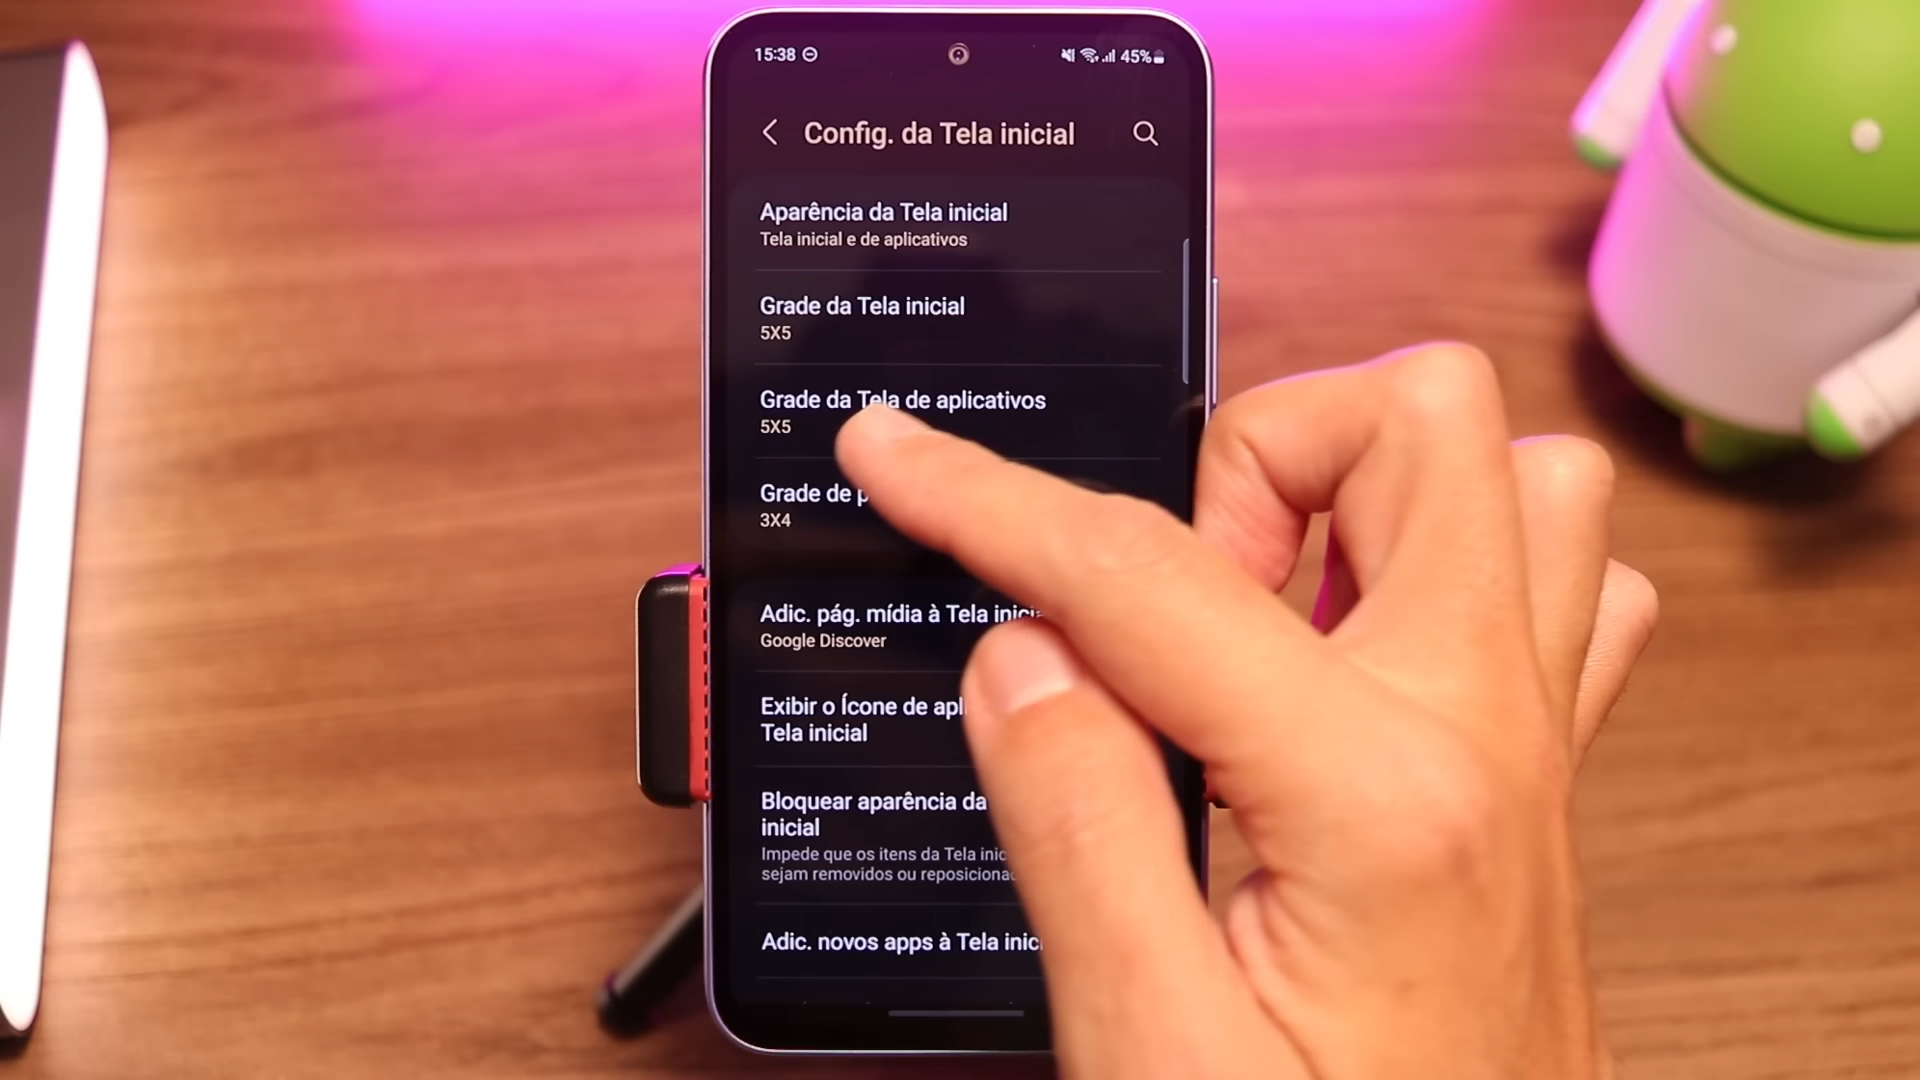 15:38
45%
Config. da Tela inicial
Aparência da Tela inicial
Tela inicial e de aplicativos
Grade da Tela inicial
5X5
Grade da Tela de aplicativos
5X5
Grade de
3X4
Adic. pág. mídia à Tela
Google Discover
Exibir o Ícone de
Tela inicial
Bloquear aparência da
inicial
Impede que os itens da Tela
sejam removidos ou
Adic. novos apps à Tela